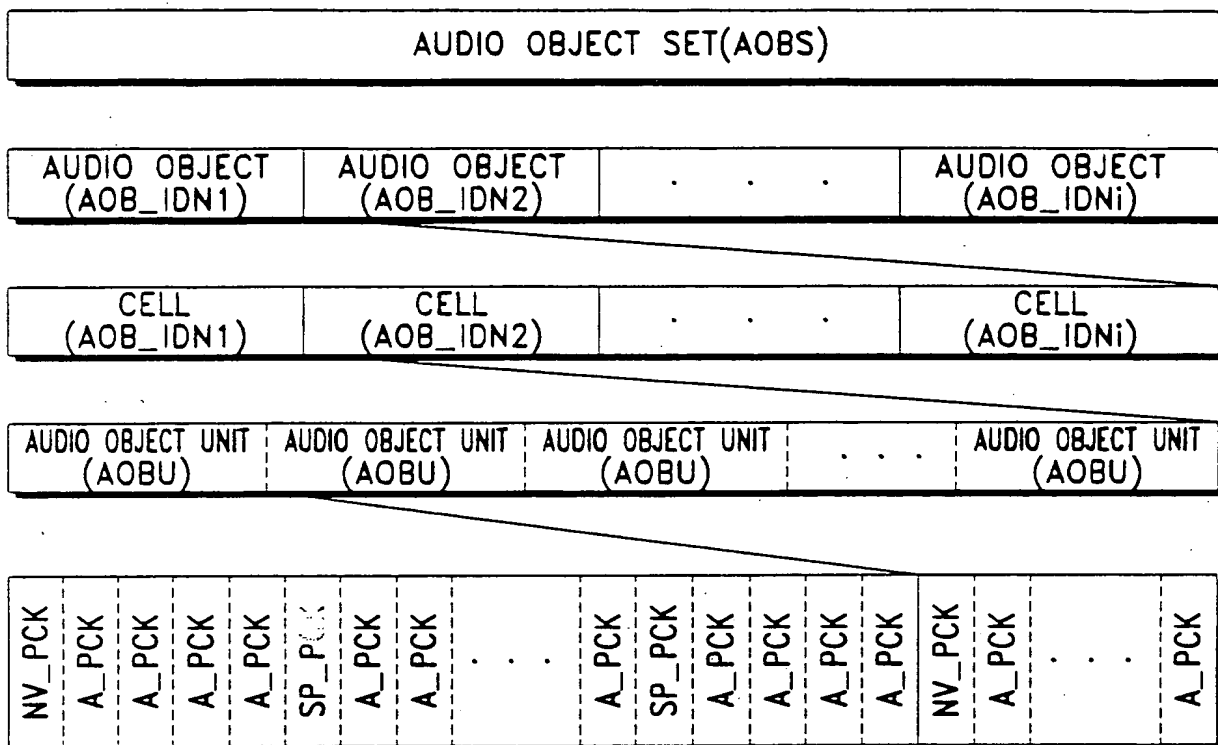 AUDIO OBJECT SET(AOBS)
AUDIO OBJECT
(AOB_IDN1)
AUDIO OBJECT
(AOB_IDN2)
. . .
AUDIO OBJECT
(AOB_IDNi)
CELL
(AOB_IDN1)
CELL
(AOB_IDN2)
. . .
CELL
(AOB_IDNi)
AUDIO OBJECT UNIT
(AOBU)
AUDIO OBJECT UNIT
(AOBU)
AUDIO OBJECT UNIT
(AOBU)
. . .
AUDIO OBJECT UNIT
(AOBU)
NV_PCK
A_PCK
A_PCK
A_PCK
A_PCK
SP_PCK
A_PCK
A_PCK
. . .
A_PCK
SP_PCK
A_PCK
A_PCK
A_PCK
A_PCK
NV_PCK
A_PCK
. . .
A_PCK